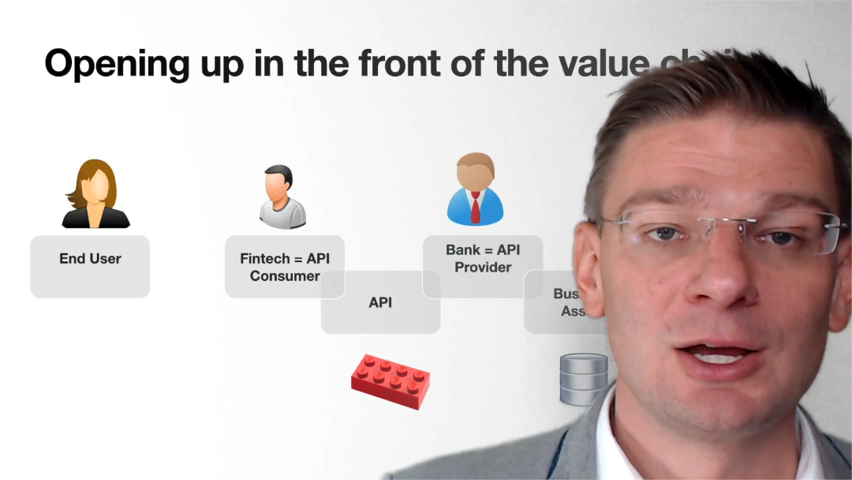 Opening up in the front of the value
End User
Fintech = API
Consumer
API
Bank = API
Provider